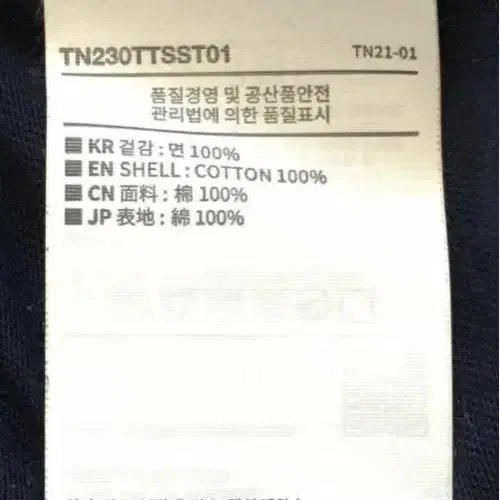 TN230TTSST01 TN21-01
품질경영 및 공산품안전
관리법에 의한 품질표시
KR 겉감 : 면 100%
EN SHELL : COTTON 100%
CN 面料 : 棉 100%
JP 表地 : 綿 100%